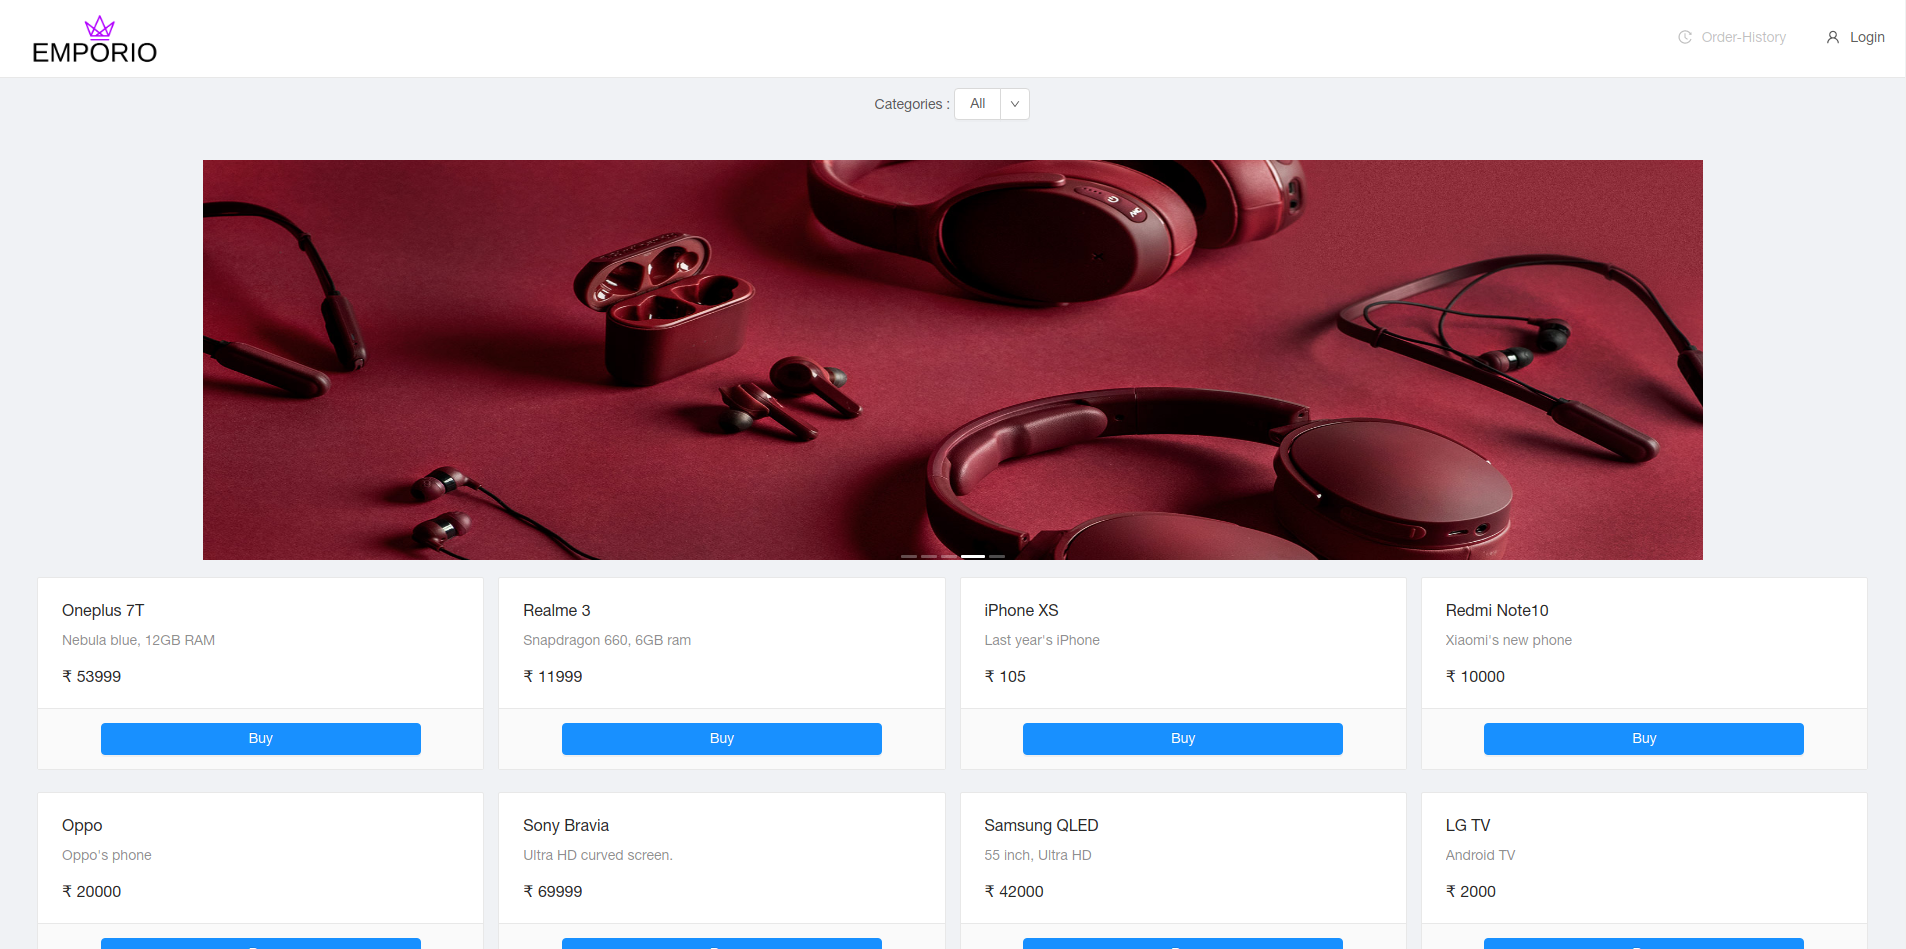 EMPORIO
Order-History
Login
Categories :
All
Oneplus 7T
Nebula blue, 12GB RAM
₹ 53999
Buy
Realme 3
Snapdragon 660, 6GB ram
₹ 11999
Buy
iPhone XS
Last year's iPhone
₹ 105
Buy
Redmi Note10
Xiaomi's new phone
₹ 10000
Buy
Oppo
Oppo's phone
₹ 20000
Sony Bravia
Ultra HD curved screen.
₹ 69999
Samsung QLED
55 inch, Ultra HD
₹ 42000
LG TV
Android TV
₹ 2000